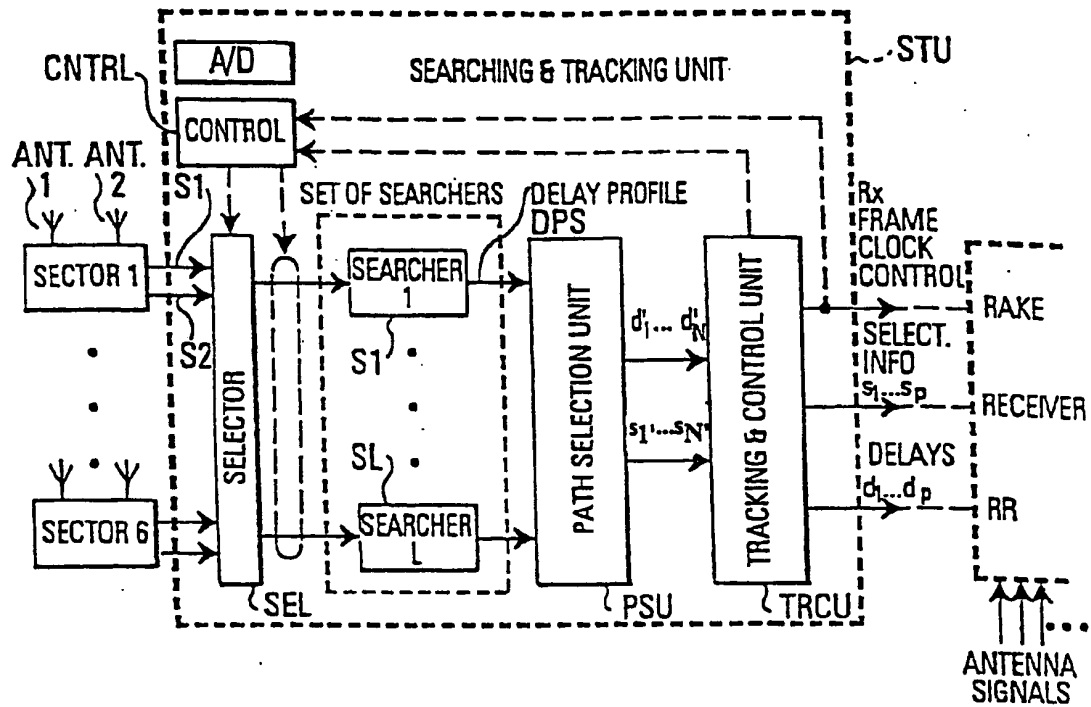 A/D
SEARCHING & TRACKING UNIT
STU
CNTRL
CONTROL
ANT. 1
ANT. 2
S1
SET OF SEARCHERS
DELAY PROFILE
DPS
Rx
FRAME
CLOCK
CONTROL
SECTOR 1
S2
SELECTOR
SEARCHER
1
S1
PATH SELECTION UNIT
d'1... d'N
s1'...sN'
TRACKING & CONTROL UNIT
RAKE
SELECT.
INFO
s1...sp
RECEIVER
DELAYS
d1...dp
RR
SECTOR 6
SL
SEARCHER
L
SEL
PSU
TRCU
ANTENNA
SIGNALS